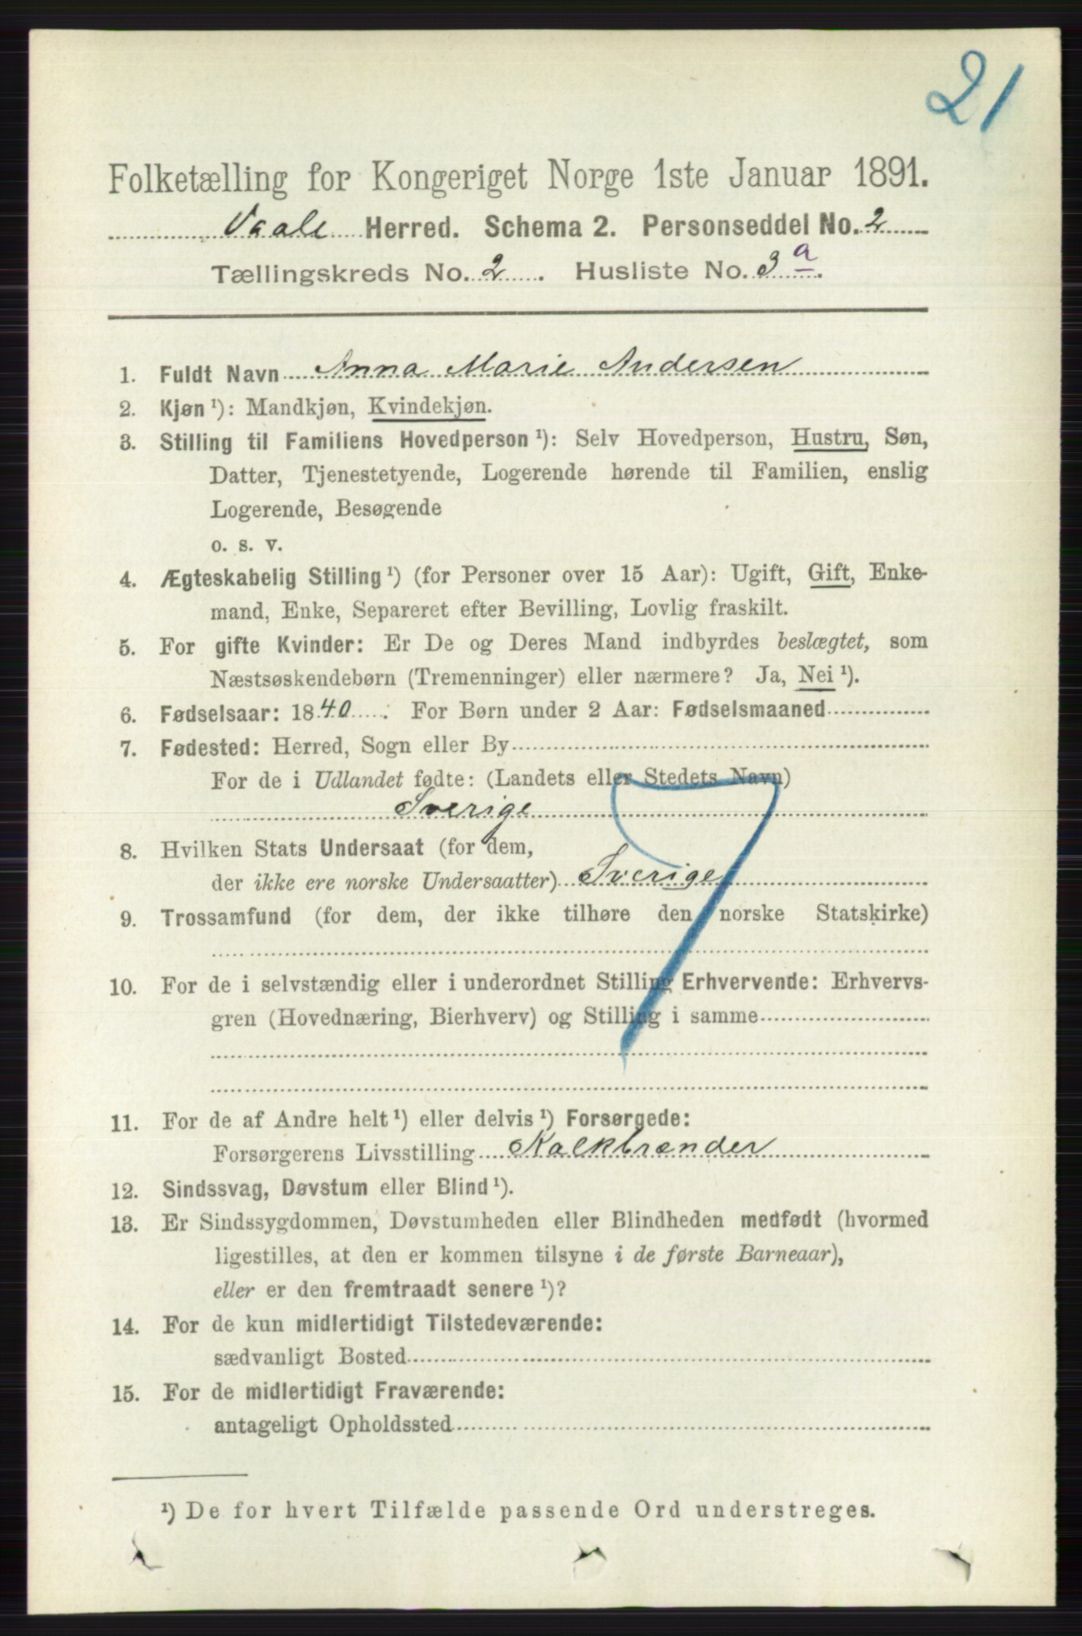 21
Folketælling for Kongeriget Norge 1ste Januar 1891.
Vaale Herred. Schema 2. Personseddel No. 2
Tællingskreds No. 2. Husliste No. 3 a.
1. Fuldt Navn Anna Marie Andersen
2. Kjøn ¹): Mandkjøn, Kvindekjøn.
3. Stilling til Familiens Hovedperson ¹): Selv Hovedperson, Hustru, Søn,
Datter, Tjenestetyende, Logerende hørende til Familien, enslig
Logerende, Besøgende
o. s. v.
4. Ægteskabelig Stilling ¹) (for Personer over 15 Aar): Ugift, Gift, Enke-
mand, Enke, Separeret efter Bevilling, Lovlig fraskilt.
5. For gifte Kvinder: Er De og Deres Mand indbyrdes beslægtet, som
Næstsøskendebørn (Tremenninger) eller nærmere? Ja, Nei ¹).
6. Fødselsaar: 1840. For Børn under 2 Aar: Fødselsmaaned
7. Fødested: Herred, Sogn eller By
For de i Udlandet fødte: (Landets eller Stedets Navn)
Sverige
7
8. Hvilken Stats Undersaat (for dem,
der ikke ere norske Undersaatter) Sverige
9. Trossamfund (for dem, der ikke tilhøre den norske Statskirke)
10. For de i selvstændig eller i underordnet Stilling Erhvervende: Erhvervs-
gren (Hovednæring, Bierhverv) og Stilling i samme
11. For de af Andre helt ¹) eller delvis ¹) Forsørgede:
Forsørgerens Livsstilling Kalkbrænder
12. Sindssvag, Døvstum eller Blind ¹).
13. Er Sindssygdommen, Døvstumheden eller Blindheden medfødt (hvormed
ligestilles, at den er kommen tilsyne i de første Barneaar),
eller er den fremtraadt senere ¹)?
14. For de kun midlertidigt Tilstedeværende:
sædvanligt Bosted
15. For de midlertidigt Fraværende:
antageligt Opholdssted
¹) De for hvert Tilfælde passende Ord understreges.